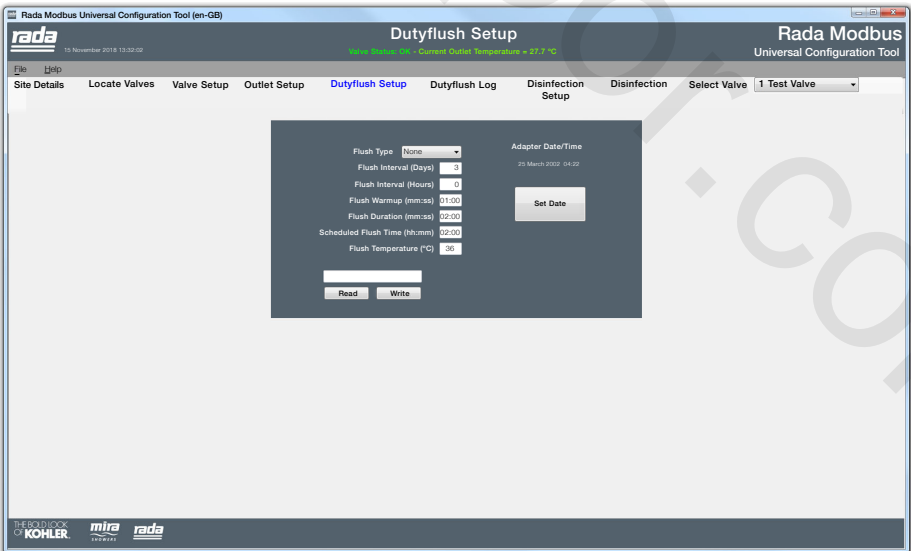 Rada Modbus Universal Configuration Tool (en-GB)
rada
15 November 2018 13:32:02
Dutyflush Setup
Valve Status; OK - Current Outlet Temperature = 27.7 °C
Rada Modbus
Universal Configuration Tool
File Help
Site Details Locate Valves Valve Setup Outlet Setup Dutyflush Setup Dutyflush Log Disinfection Setup Disinfection Select Valve 1 Test Valve
Flush Type None
Flush Interval (Days) 3
Flush Interval (Hours) 0
Flush Warmup (mm:ss) 01:00
Flush Duration (mm:ss) 02:00
Scheduled Flush Time (hh:mm) 02:00
Flush Temperature (°C) 36
Read Write
Adapter Date/Time
25 March 2002 04:22
Set Date
THE BOLD LOOK
OF KOHLER.
mira
SHOWERS
rada